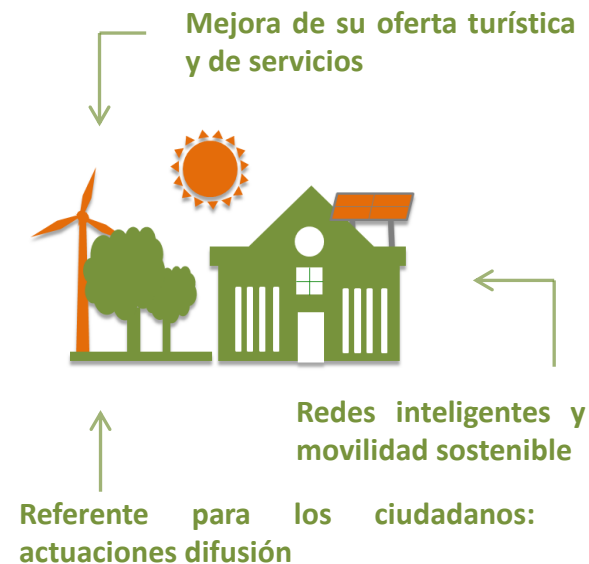 Mejora de su oferta turística
y de servicios
Redes inteligentes y
movilidad sostenible
Referente para los ciudadanos:
actuaciones difusión